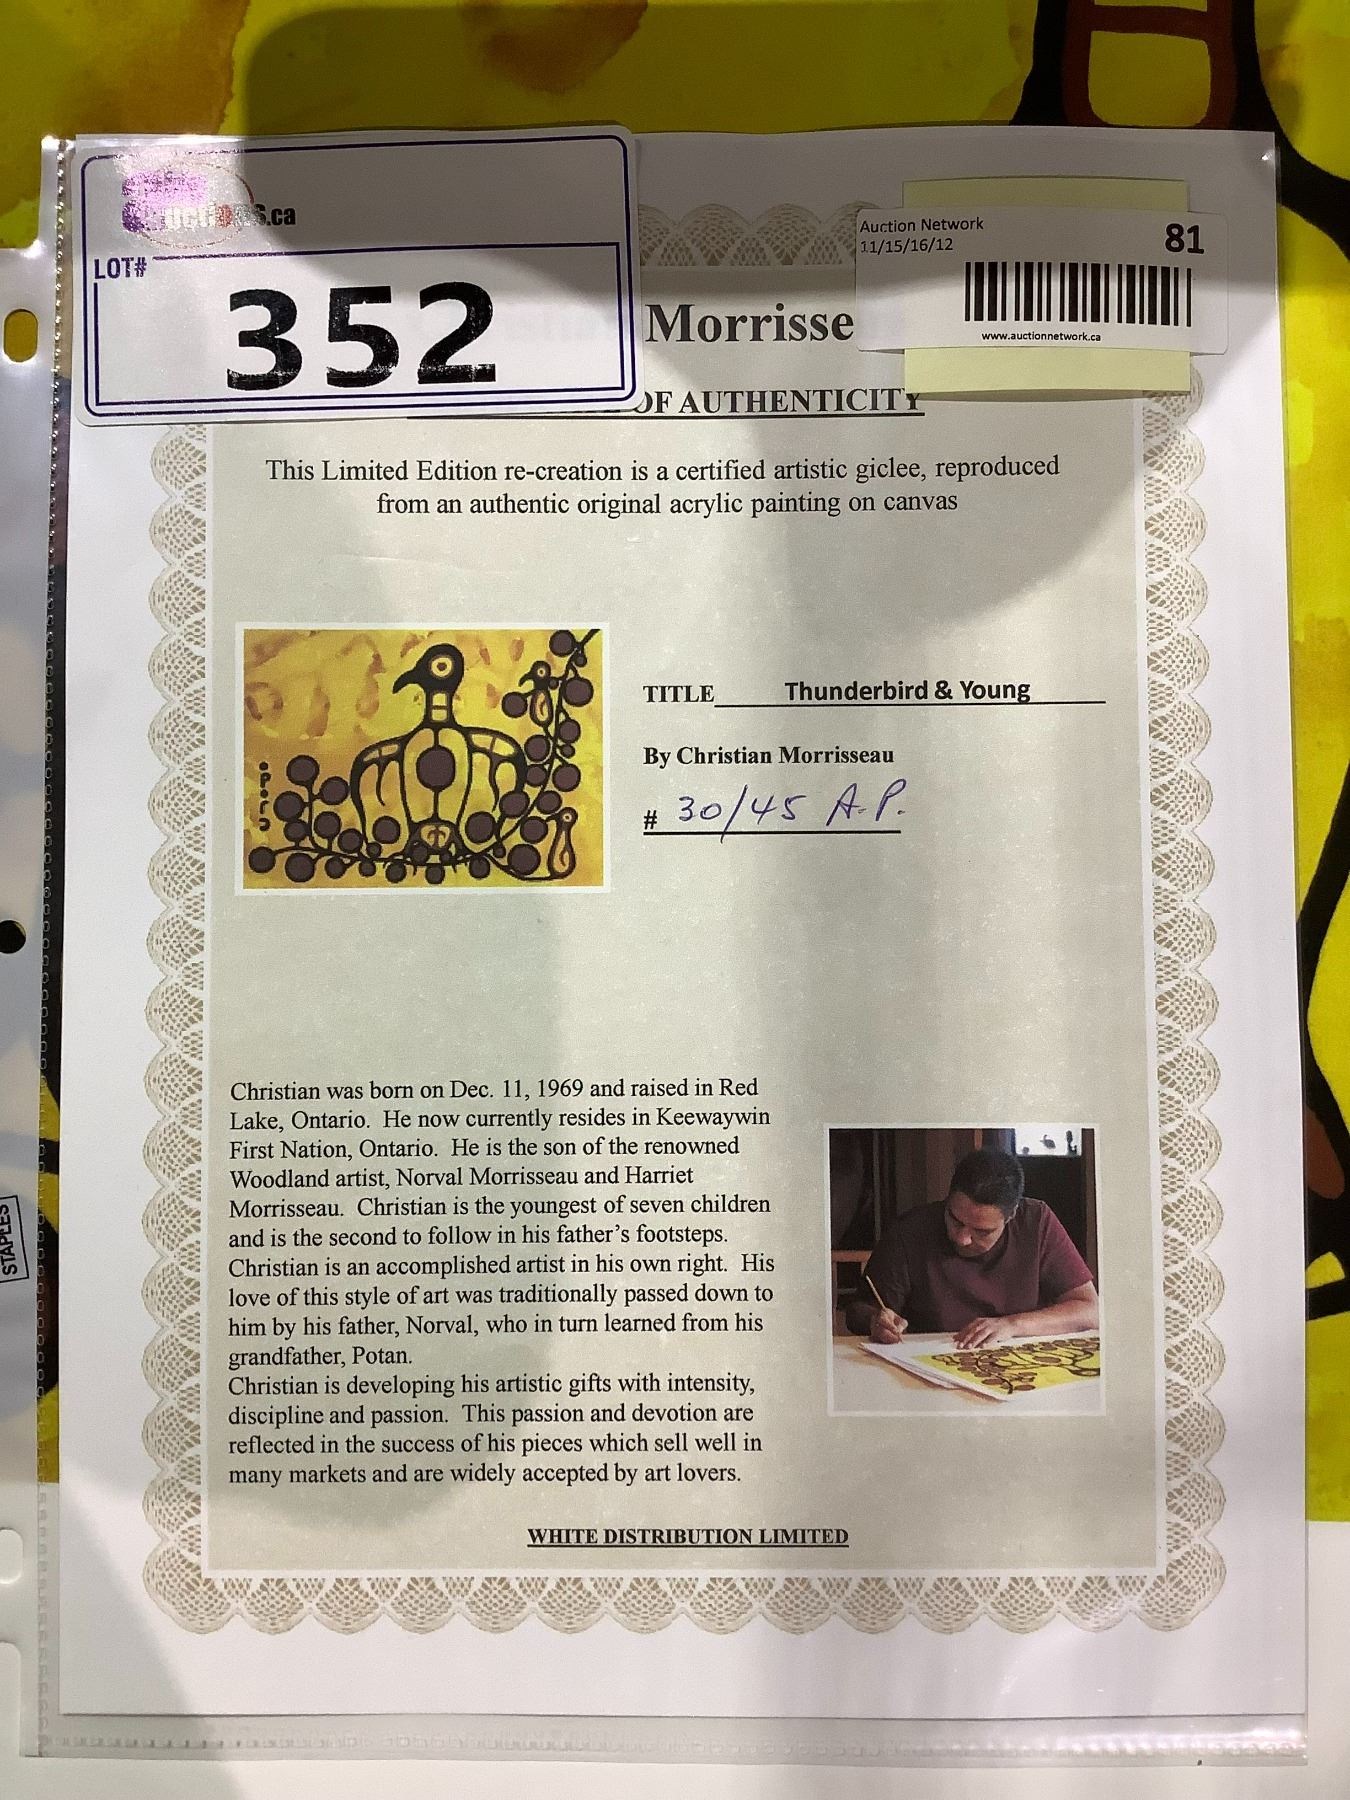 .ca
LOT#
352
Auction Network
11/15/16/12
81
www.auctionnetwork.ca
Morrisse
OF AUTHENTICITY
This Limited Edition re-creation is a certified artistic giclee, reproduced
from an authentic original acrylic painting on canvas
TITLE Thunderbird & Young
By Christian Morrisseau
# 30/45 A.P.
Christian was born on Dec. 11, 1969 and raised in Red
Lake, Ontario. He now currently resides in Keewaywin
First Nation, Ontario. He is the son of the renowned
Woodland artist, Norval Morrisseau and Harriet
Morrisseau. Christian is the youngest of seven children
and is the second to follow in his father's footsteps.
Christian is an accomplished artist in his own right. His
love of this style of art was traditionally passed down to
him by his father, Norval, who in turn learned from his
grandfather, Potan.
Christian is developing his artistic gifts with intensity,
discipline and passion. This passion and devotion are
reflected in the success of his pieces which sell well in
many markets and are widely accepted by art lovers.
WHITE DISTRIBUTION LIMITED
STAPLES